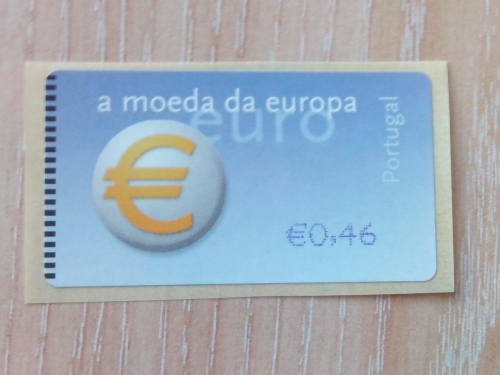 a moeda da europa
euro
Portugal
€
€0,46